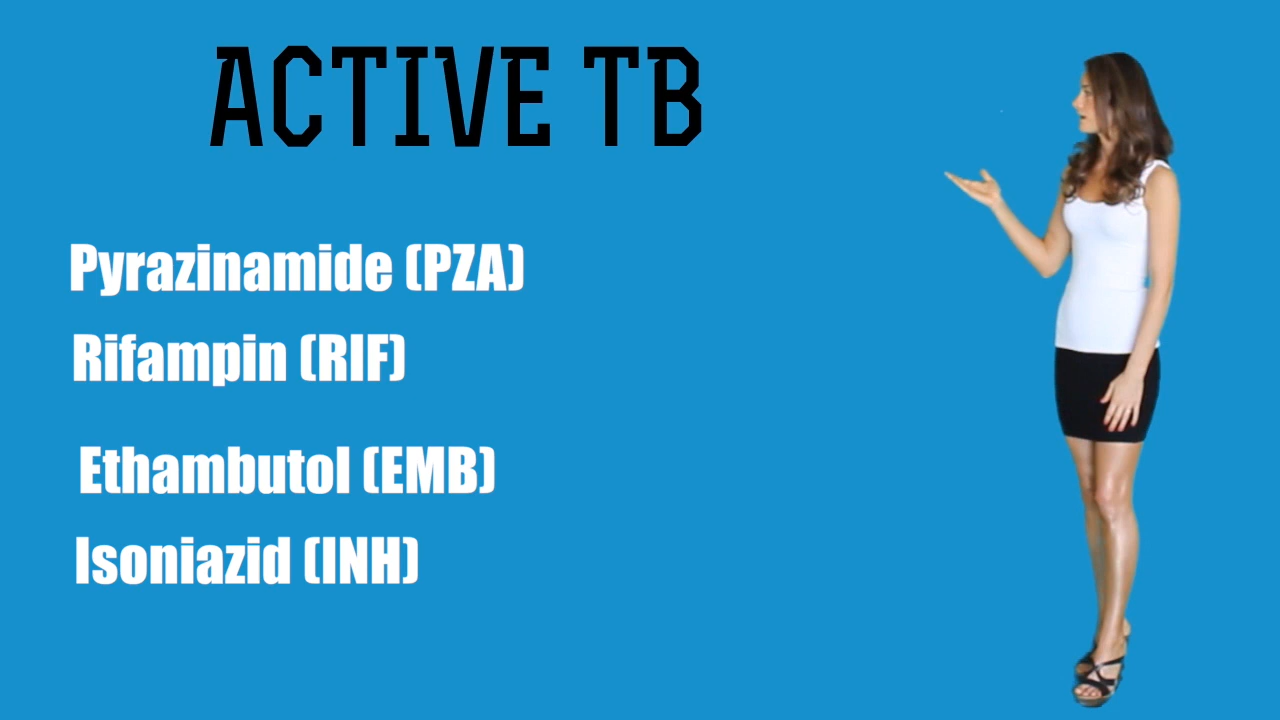 ACTIVE TB
Pyrazinamide (PZA)
Rifampin (RIF)
Ethambutol (EMB)
Isoniazid (INH)